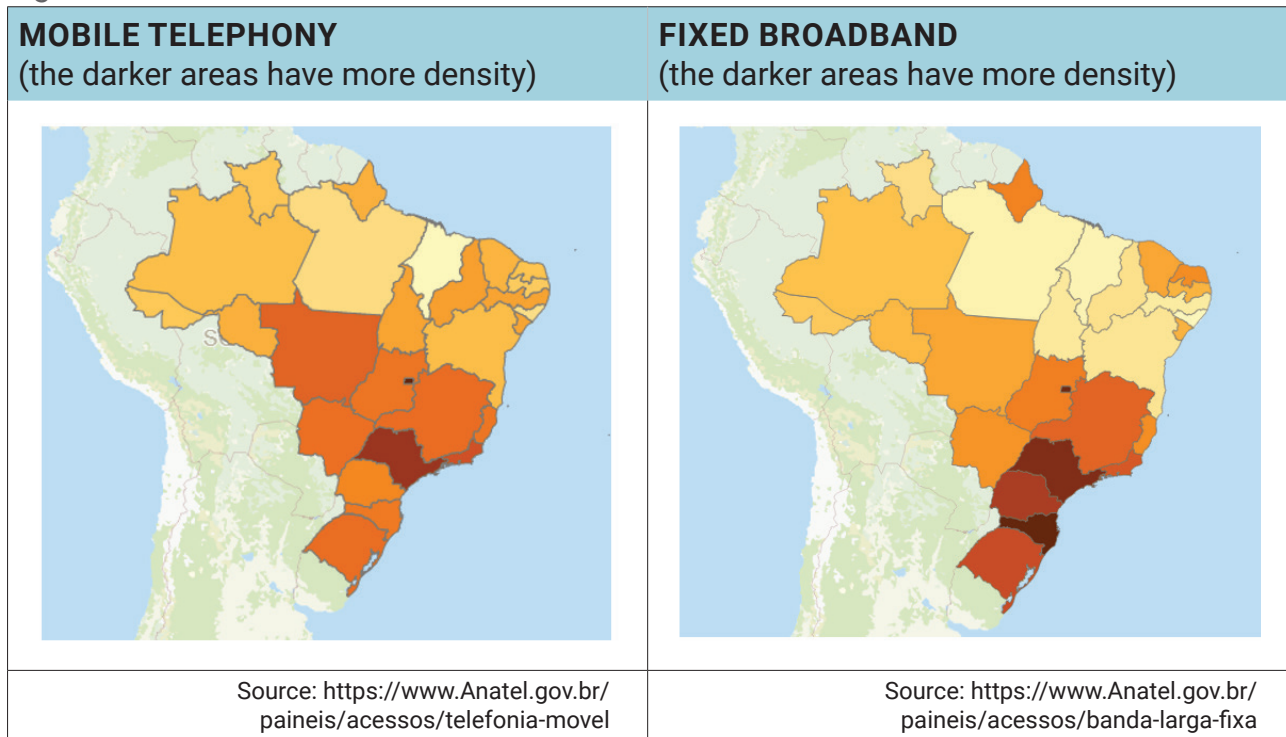 MOBILE TELEPHONY
(the darker areas have more density)
FIXED BROADBAND
(the darker areas have more density)
Source: https://www.Anatel.gov.br/
paineis/acessos/telefonia-movel
Source: https://www.Anatel.gov.br/
paineis/acessos/banda-larga-fixa